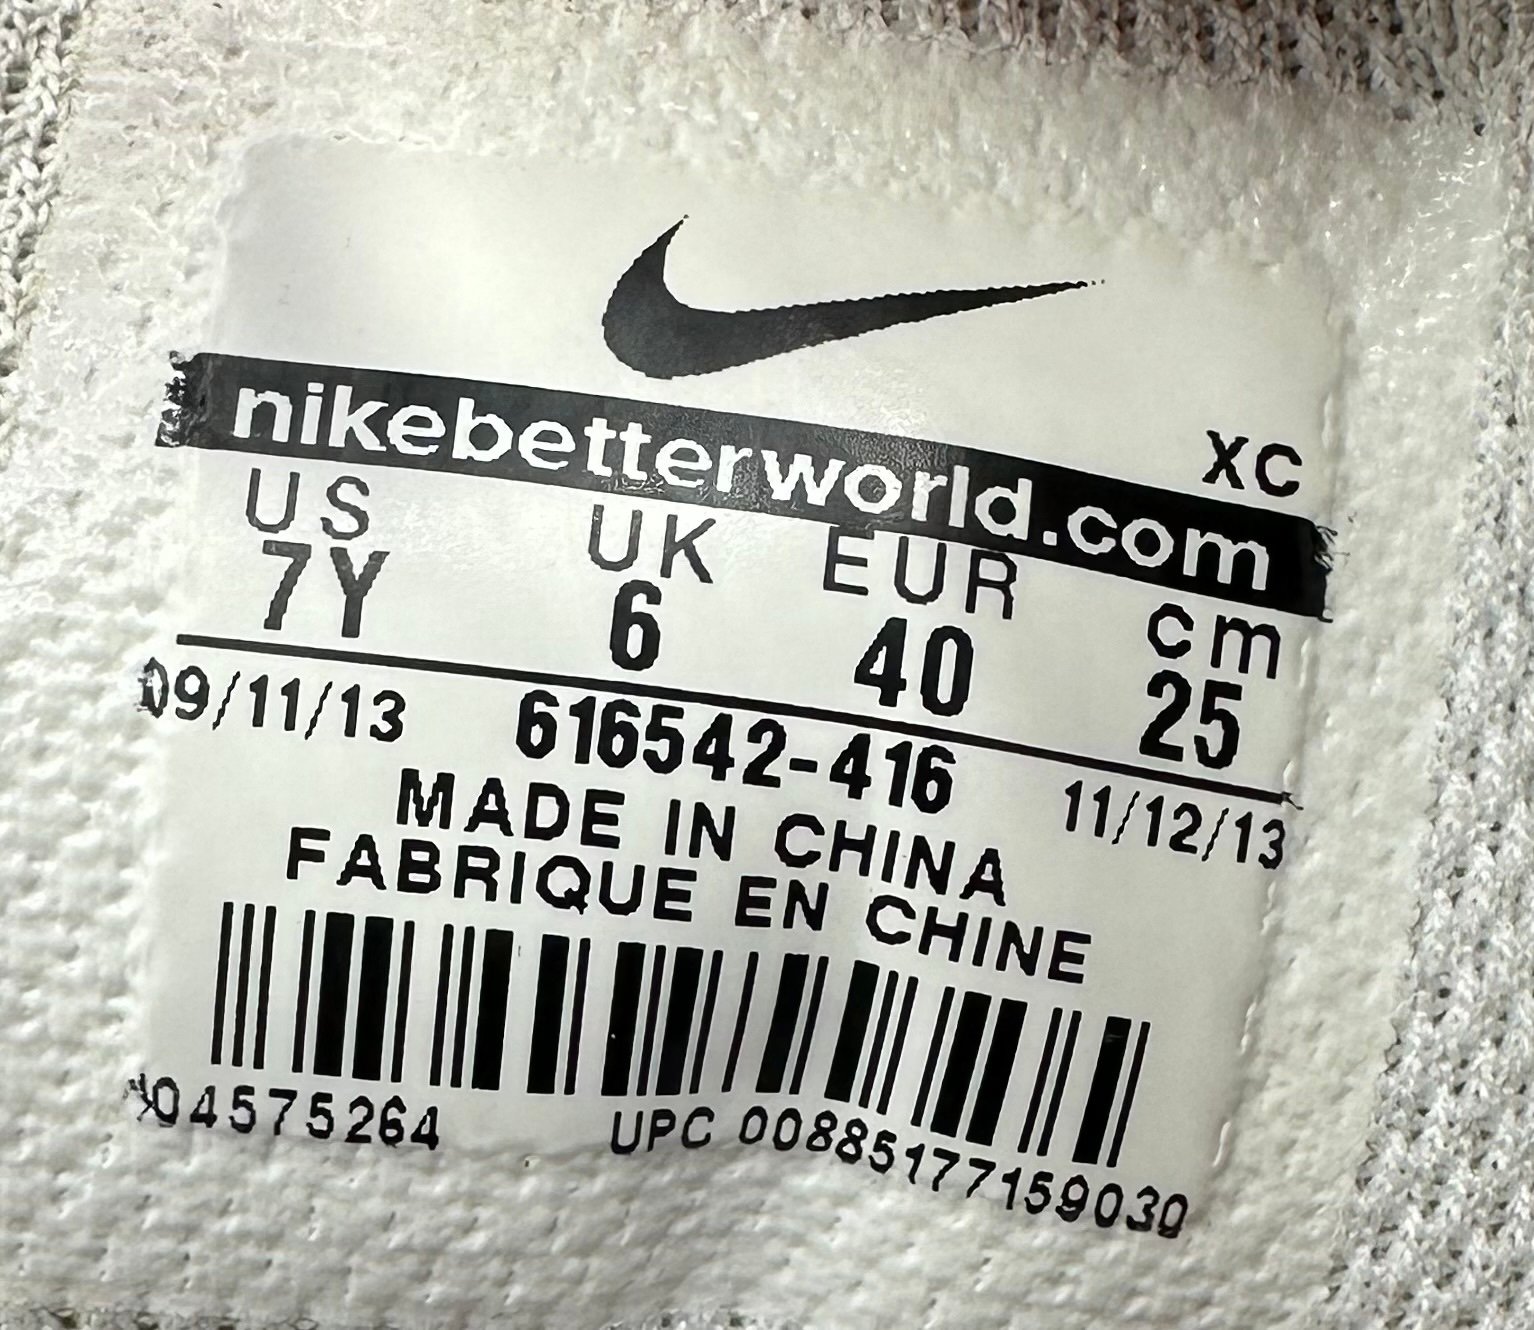 XC
nikebetterworld.com
US UK EUR cm
7Y 6 40 25
09/11/13 616542-416 11/12/13
MADE IN CHINA
FABRIQUE EN CHINE
04575264 UPC 00885177159030